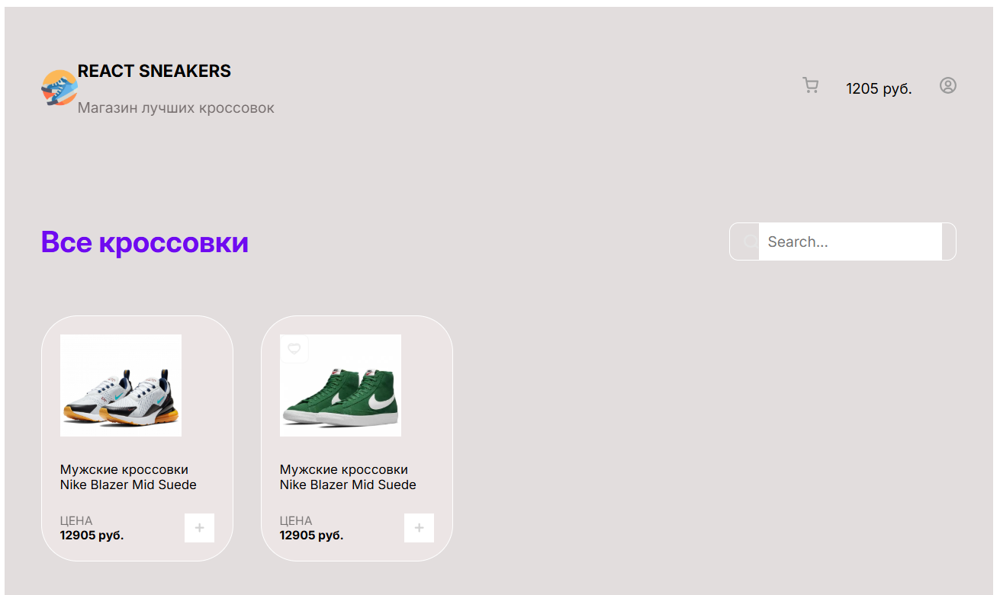 REACT SNEAKERS
Магазин лучших кроссовок
1205 руб.
Все кроссовки
Search...
Мужские кроссовки
Nike Blazer Mid Suede
ЦЕНА
12905 руб.
+
Мужские кроссовки
Nike Blazer Mid Suede
ЦЕНА
12905 руб.
+